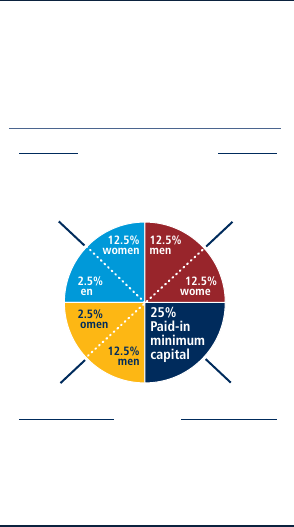 12.5%
women
12.5%
men
2.5%
en
12.5%
wome
2.5%
omen
12.5%
men
25%
Paid-in
minimum
capital